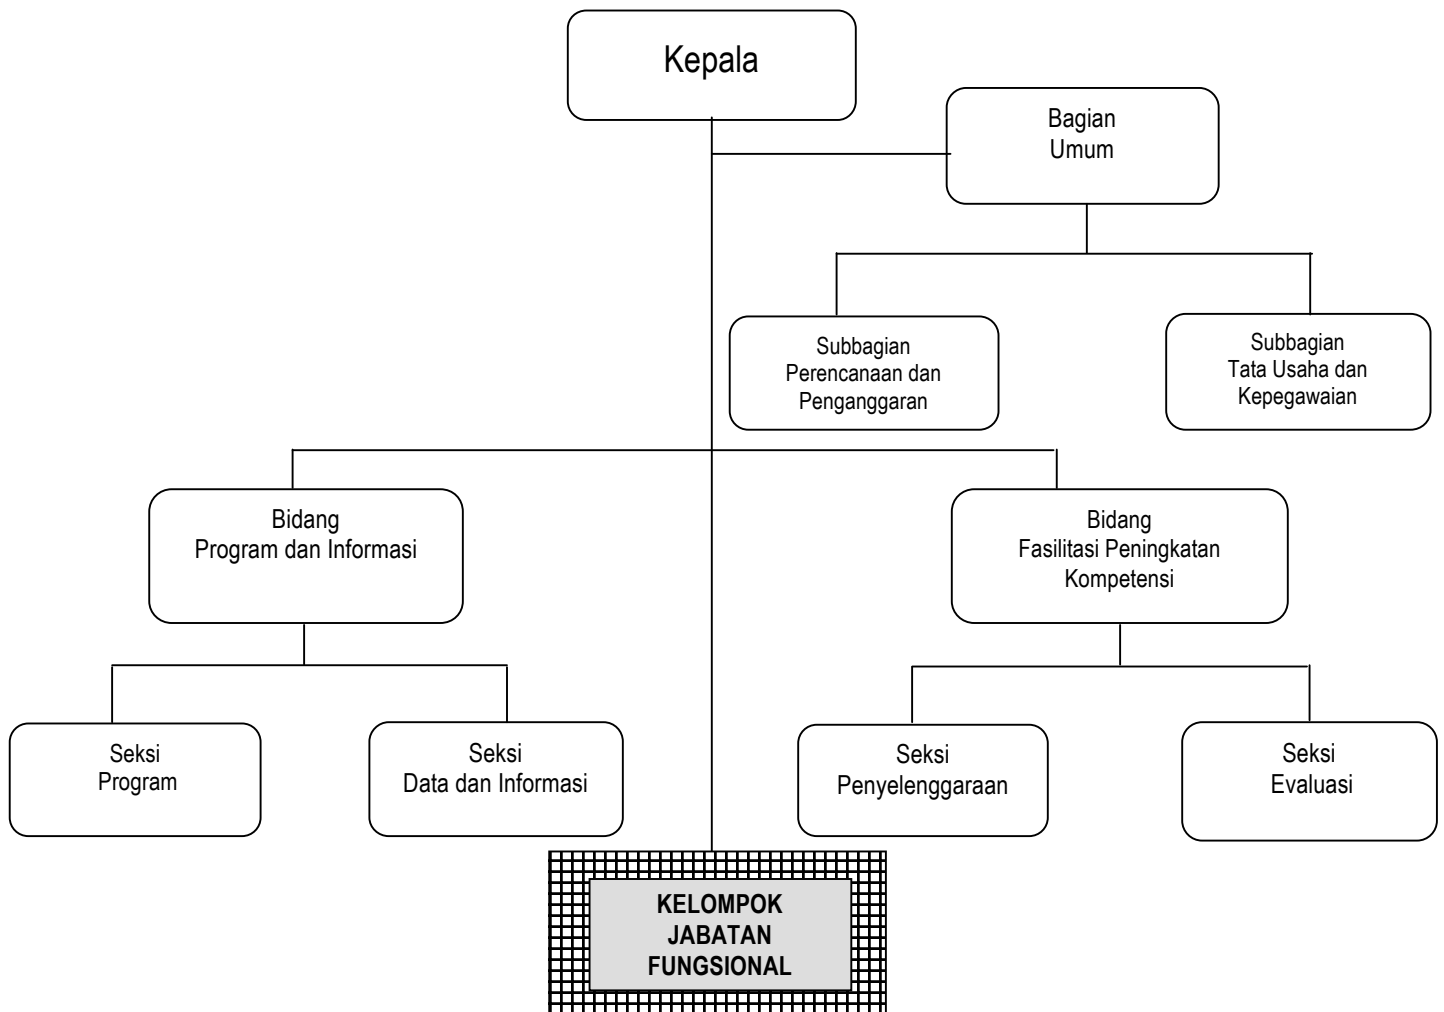 Kepala
Bagian
Umum
Subbagian
Perencanaan dan
Penganggaran
Subbagian
Tata Usaha dan
Kepegawaian
Bidang
Program dan Informasi
Bidang
Fasilitasi Peningkatan
Kompetensi
Seksi
Program
Seksi
Data dan Informasi
Seksi
Penyelenggaraan
Seksi
Evaluasi
KELOMPOK
JABATAN
FUNGSIONAL